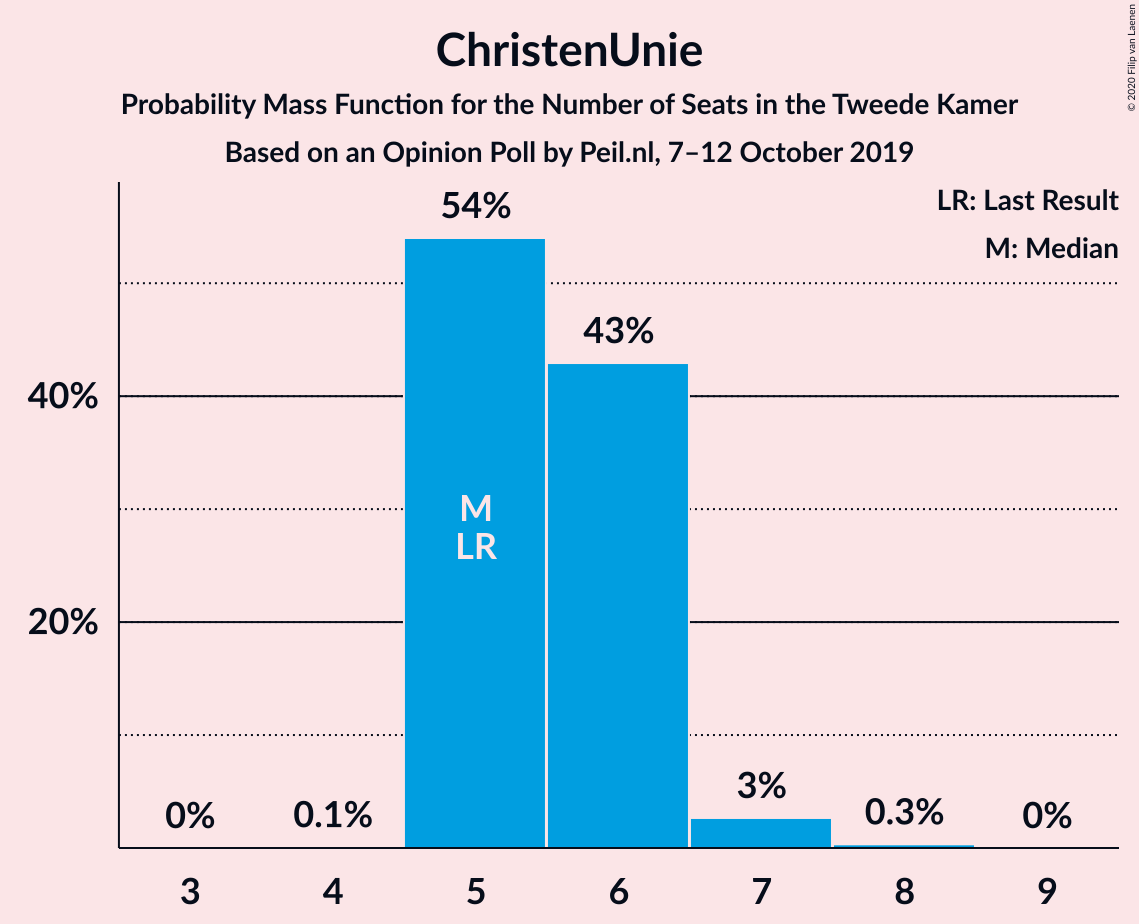 ChristenUnie
Probability Mass Function for the Number of Seats in the Tweede Kamer
Based on an Opinion Poll by Peil.nl, 7–12 October 2019
© 2020 Filip van Laenen
LR: Last Result
M: Median
54%
43%
40%
M
LR
20%
0%
0.1%
3%
0.3%
0%
3 4 5 6 7 8 9